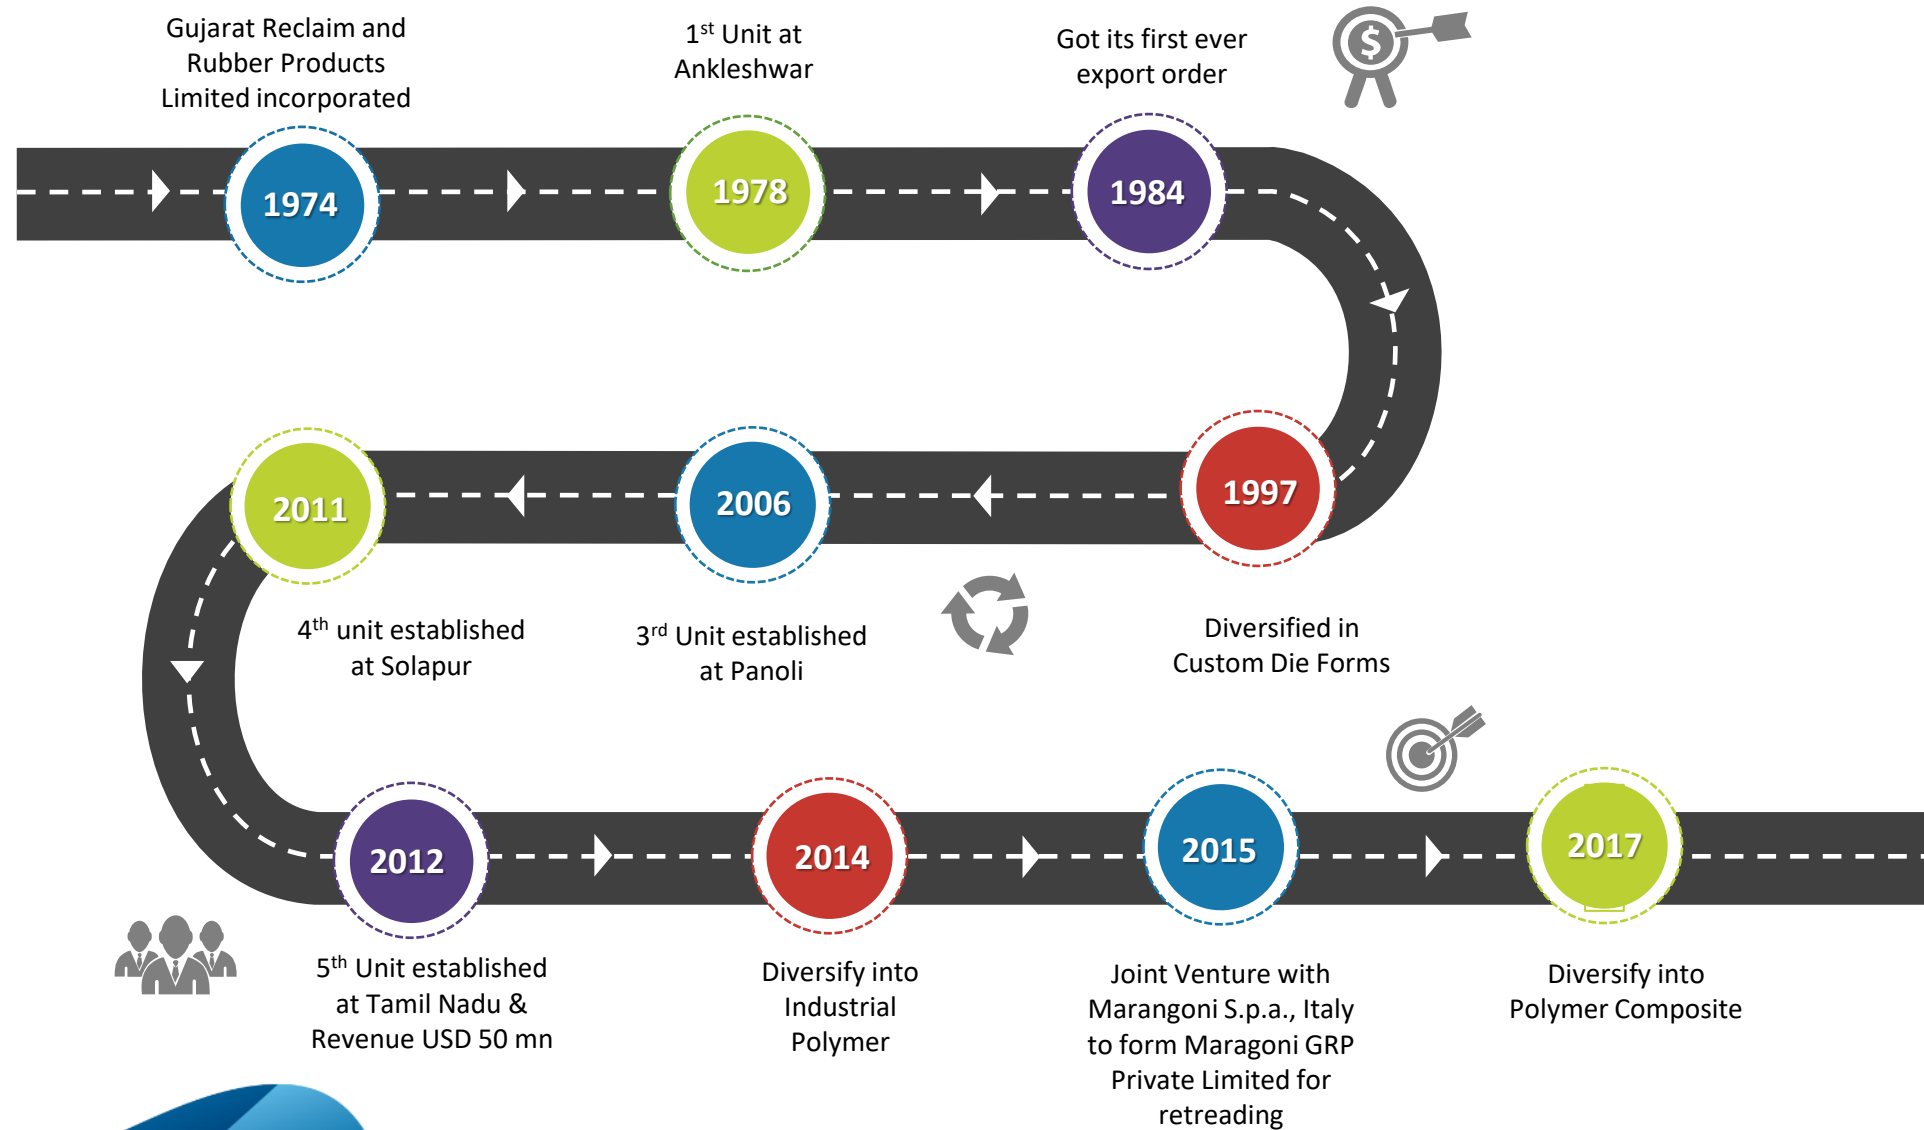 Gujarat Reclaim and
Rubber Products
Limited incorporated
1974
1st Unit at
Ankleshwar
1978
Got its first ever
export order
1984
$
1997
Diversified in
Custom Die Forms
2006
3rd Unit established
at Panoli
2011
4th unit established
at Solapur
2012
5th Unit established
at Tamil Nadu &
Revenue USD 50 mn
2014
Diversify into
Industrial
Polymer
2015
Joint Venture with
Marangoni S.p.a., Italy
to form Maragoni GRP
Private Limited for
retreading
2017
Diversify into
Polymer Composite